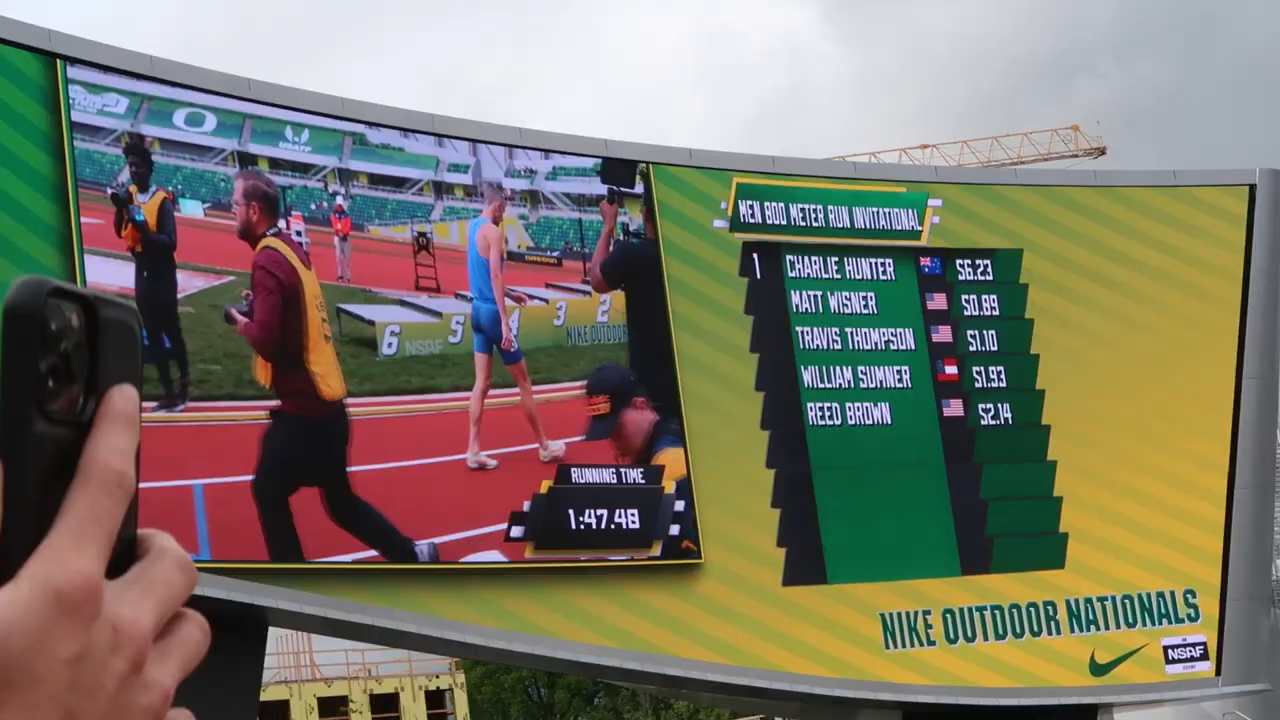 O
USATF
OREGON
6
5
4
3
2
NSAF
NIKE OUTDOOR
RUNNING TIME
1:47.48
MEN 800 METER RUN INVITATIONAL
1 CHARLIE HUNTER 56.23
MATT WISNER 50.89
TRAVIS THOMPSON 51.10
WILLIAM SUMNER 51.93
REED BROWN 52.14
NIKE OUTDOOR NATIONALS
NSAF